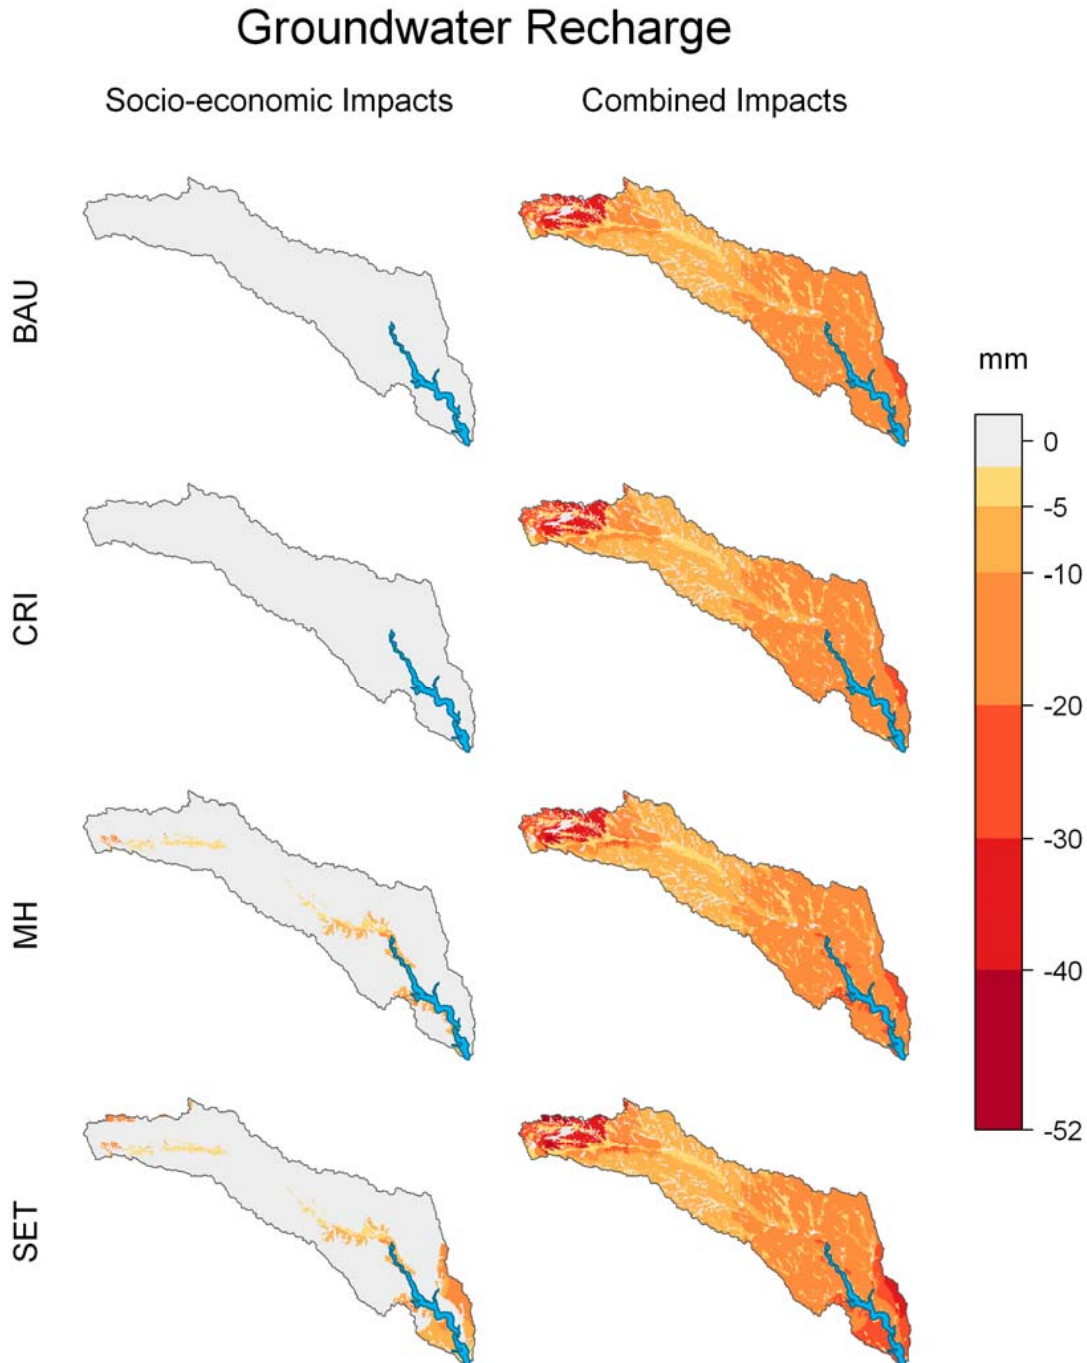 Groundwater Recharge
Socio-economic Impacts
Combined Impacts
BAU
CRI
MH
SET
mm
0
-5
-10
-20
-30
-40
-52